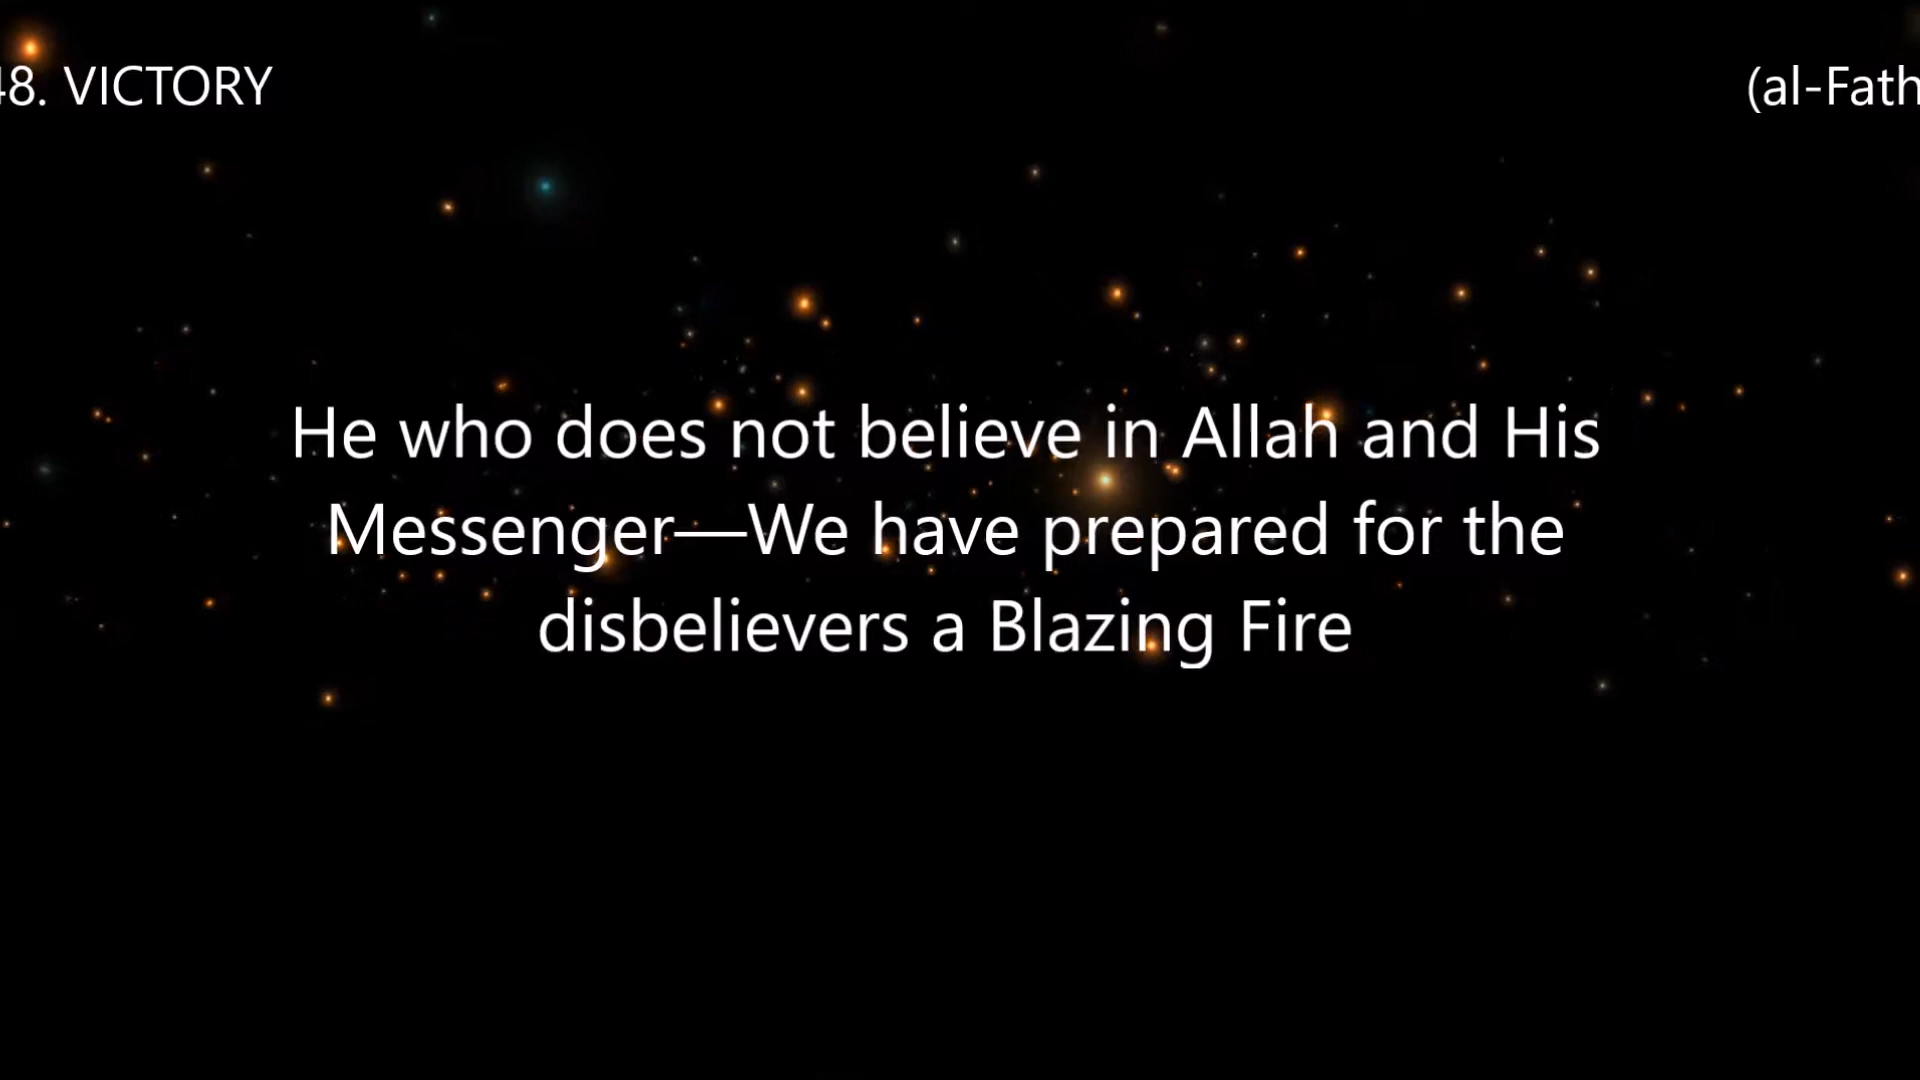 48. VICTORY
(al-Fath
He who does not believe in Allah and His
Messenger—We have prepared for the
disbelievers a Blazing Fire